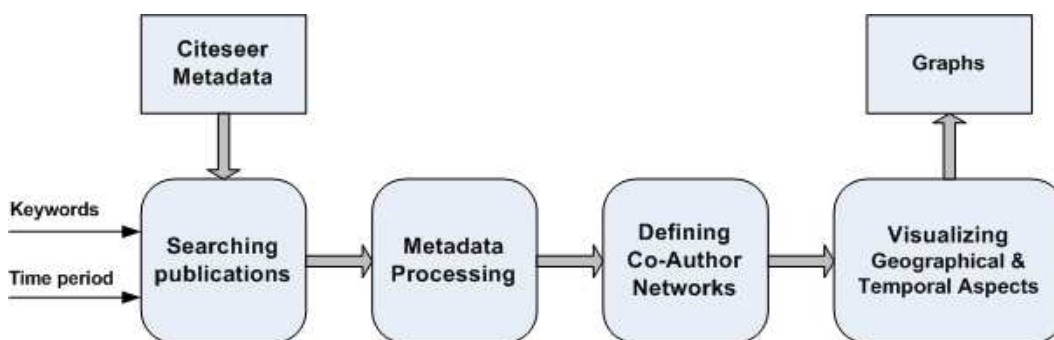 Citeseer
Metadata
Graphs
Keywords
Time period
Searching
publications
Metadata
Processing
Defining
Co-Author
Networks
Visualizing
Geographical &
Temporal Aspects